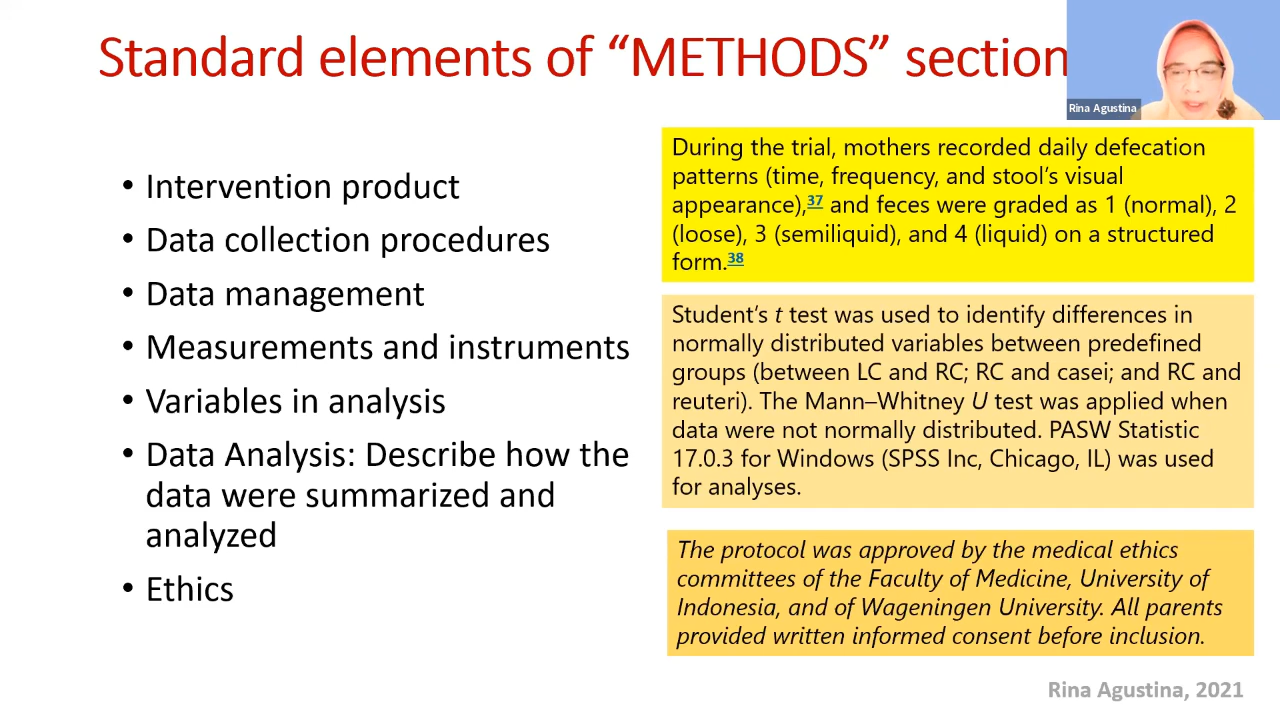 Standard elements of “METHODS” section
Rina Agustina
• Intervention product
• Data collection procedures
• Data management
• Measurements and instruments
• Variables in analysis
• Data Analysis: Describe how the
data were summarized and
analyzed
• Ethics
During the trial, mothers recorded daily defecation
patterns (time, frequency, and stool’s visual
appearance),37 and feces were graded as 1 (normal), 2
(loose), 3 (semiliquid), and 4 (liquid) on a structured
form.38
Student’s t test was used to identify differences in
normally distributed variables between predefined
groups (between LC and RC; RC and casei; and RC and
reuteri). The Mann–Whitney U test was applied when
data were not normally distributed. PASW Statistic
17.0.3 for Windows (SPSS Inc, Chicago, IL) was used
for analyses.
The protocol was approved by the medical ethics
committees of the Faculty of Medicine, University of
Indonesia, and of Wageningen University. All parents
provided written informed consent before inclusion.
Rina Agustina, 2021